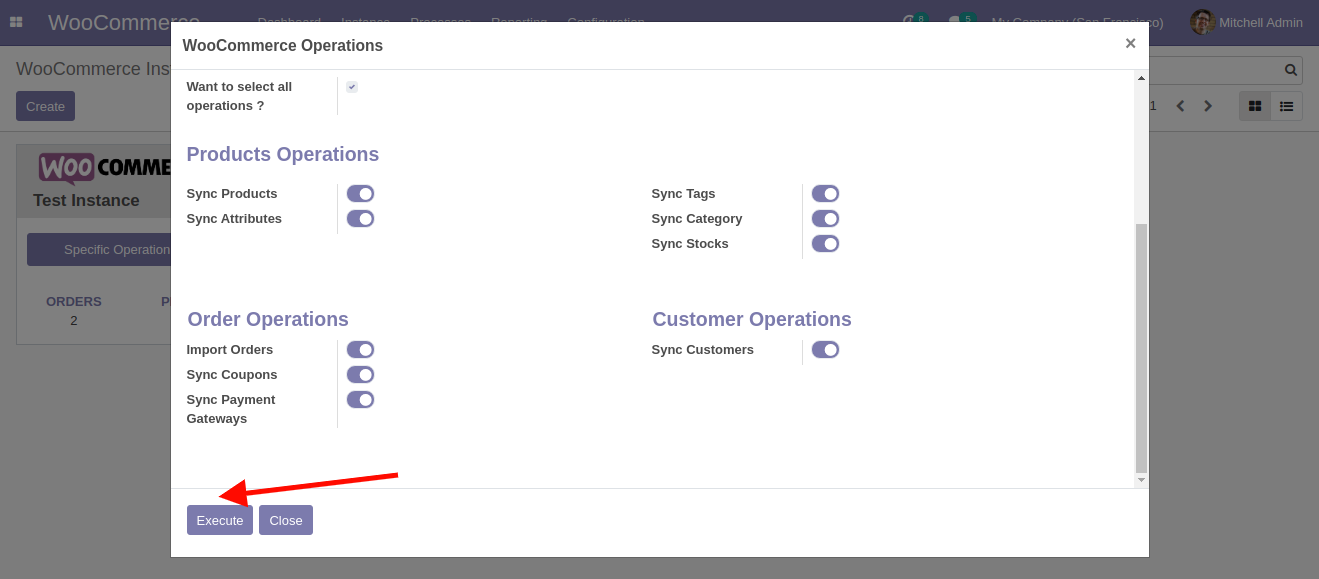 WooCommerce Dashboard Instance Processes Reporting Configuration 8 5 My Company (San Francisco) Mitchell Admin
WooCommerce Operations ×
WooCommerce Ins
Create
1
WOO COMME
Test Instance
Specific Operation
ORDERS P
2
Want to select all
operations ?
Products Operations
Sync Products
Sync Attributes
Sync Tags
Sync Category
Sync Stocks
Order Operations
Import Orders
Sync Coupons
Sync Payment
Gateways
Customer Operations
Sync Customers
Execute Close